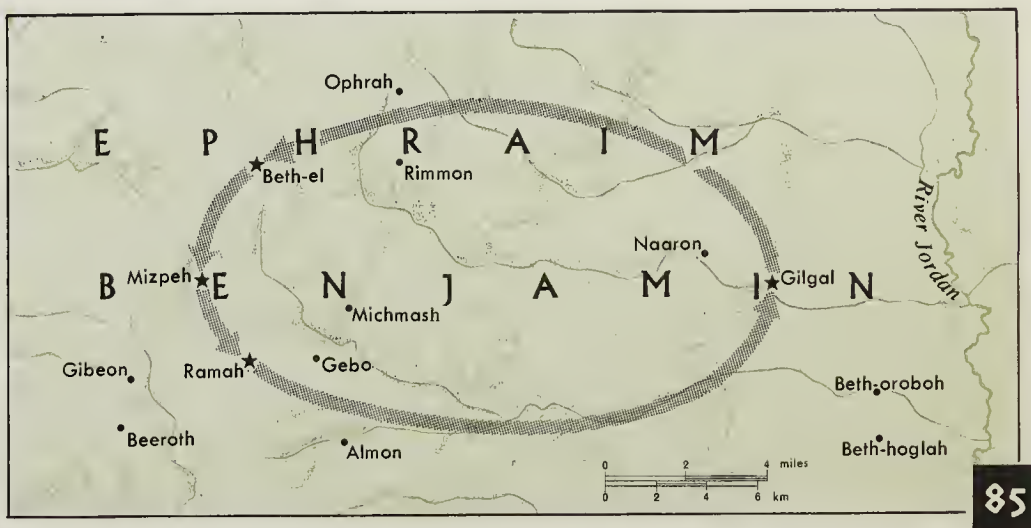 Ophrah
E P H R A I M
Beth-el
Rimmon
Naaron
River Jordan
Mizpeh
Gilgal
B E N J A M I N
Michmash
Gibeon
Ramah
Gebo
Beth-oroboh
Beeroth
Almon
Beth-hoglah
0 2 4 miles
0 2 4 6 km
85